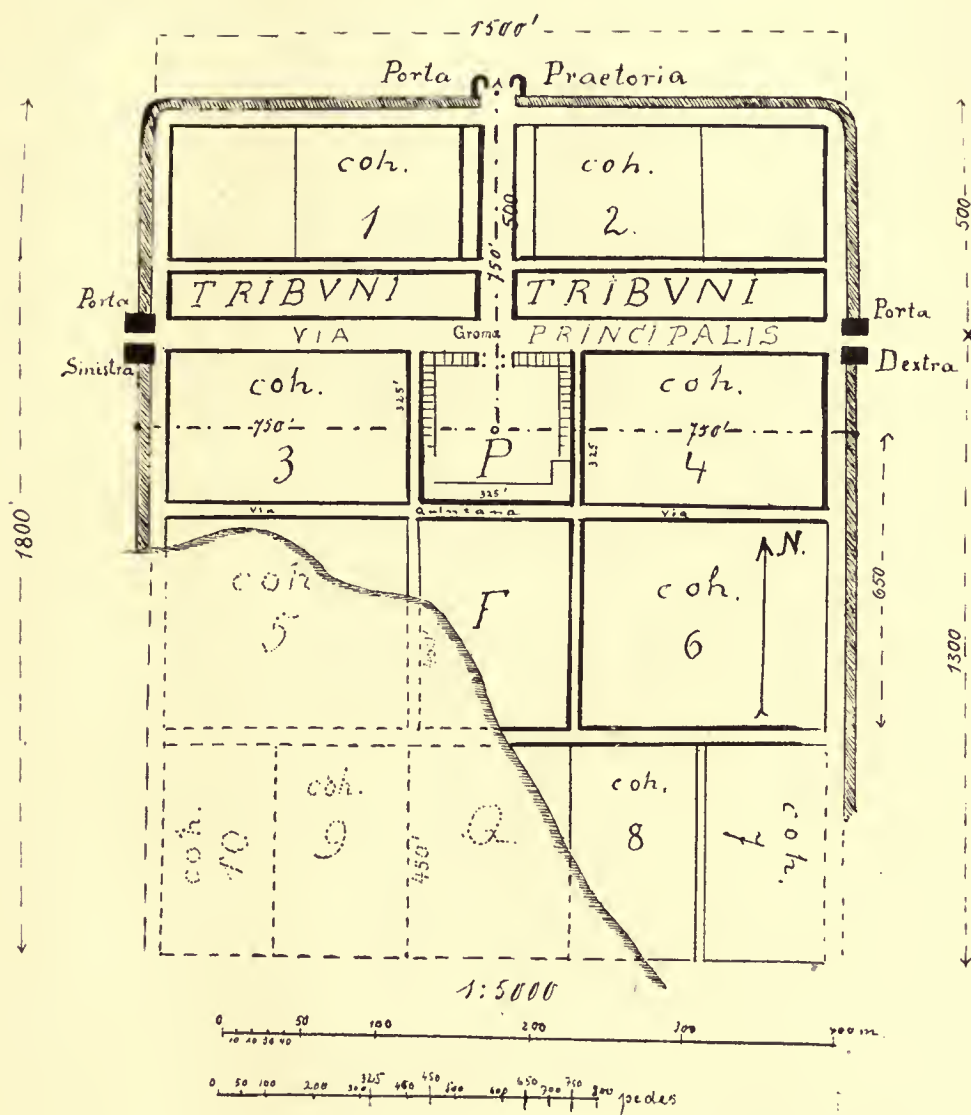 1500'
Porta Praetoria
coh.
1
coh.
2.
750'
500
500
TRIBVNI
TRIBVNI
Porta
Sinistra
VIA
Groma
PRINCIPALIS
Porta
Dextra
coh.
325'
750'
3
P
325'
coh.
750'
325
4
Via Quintana Via
1800'
coh
5
F
coh.
6
N.
650
1300
450'
coh.
10
coh.
9
450'
Q.
coh.
8
coh.
7
1:5000
0 50 100 200 300 400 m.
10 20 30 40
0 50 100 200 300 325 400 450 500 600 650 700 750 800 pedes